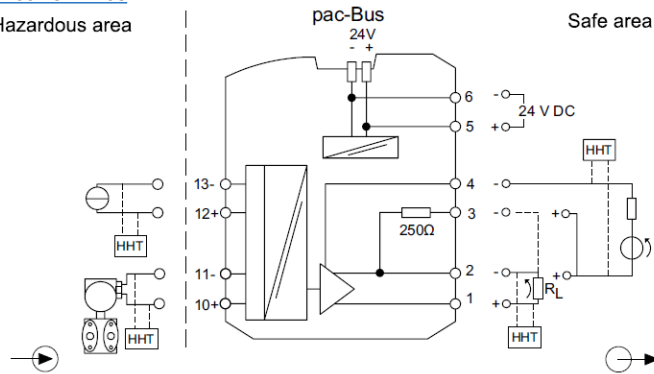 Hazardous area
pac-Bus
Safe area
24V
- +
6
- 24 V DC
5
+
HHT
13-
4
-
12+
3
-
+
250Ω
HHT
11-
2
-
+
10+
1
+
RL
HHT
HHT